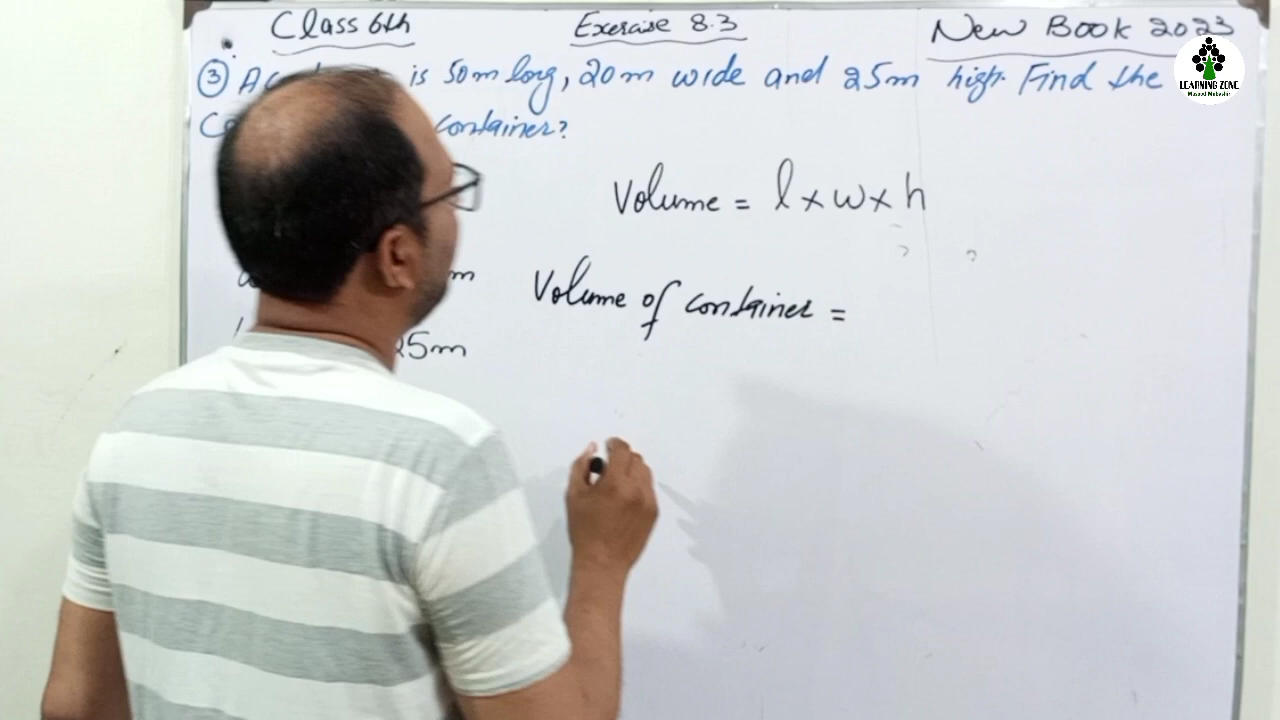 Class 6th Exercise 8.3 New Book 2023
③ A is 50m long, 20m wide and 25m high. Find the
container?
Volume = l × w × h
m Volume of container =
25m
LEARNING ZONE